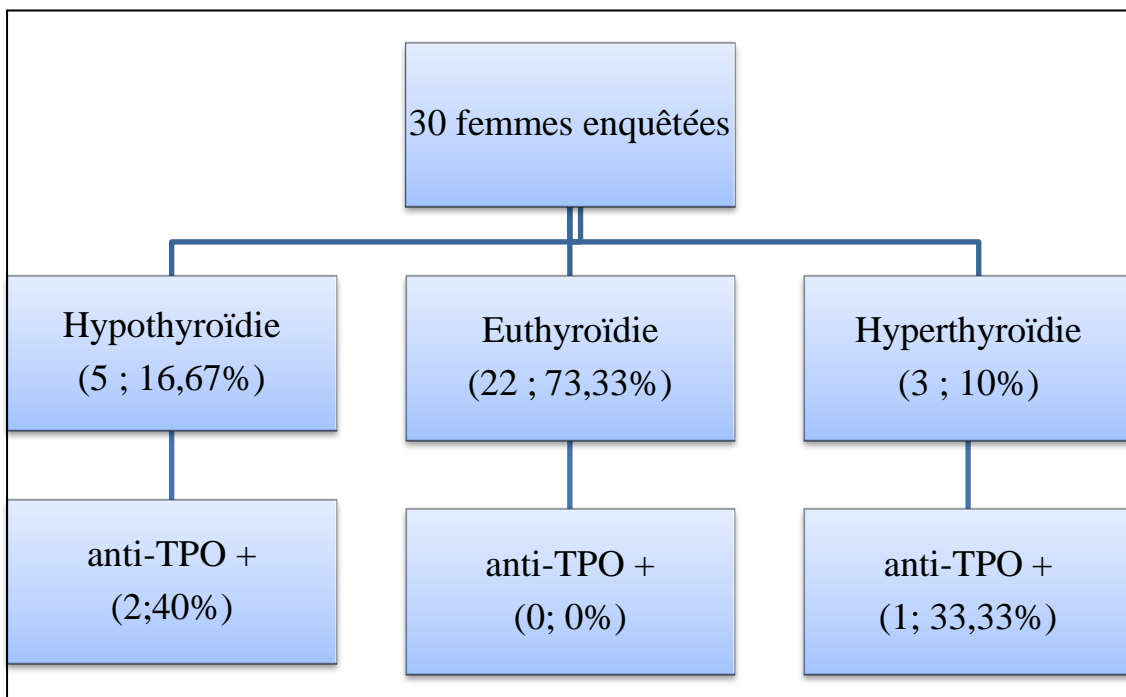 30 femmes enquêtées
Hypothyroïdie
(5 ; 16,67%)
Euthyroïdie
(22 ; 73,33%)
Hyperthyroïdie
(3 ; 10%)
anti-TPO +
(2;40%)
anti-TPO +
(0; 0%)
anti-TPO +
(1; 33,33%)